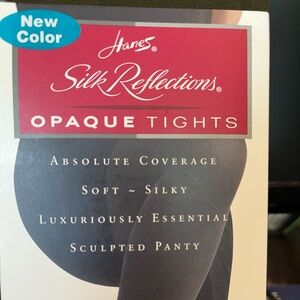 New
Color
Hanes®
Silk Reflections®
OPAQUE TIGHTS
ABSOLUTE COVERAGE
SOFT ~ SILKY
LUXURIOUSLY ESSENTIAL
SCULPTED PANTY